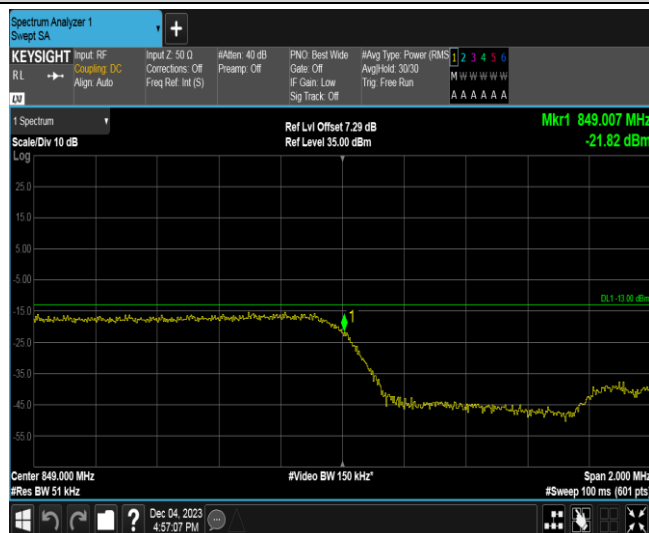 Spectrum Analyzer 1
Swept SA
+
KEYSIGHT
RL
LXI
Input: RF
Coupling: DC
Align: Auto
Input Z: 50 Ω
Corrections: Off
Freq Ref: Int (S)
#Atten: 40 dB
Preamp: Off
PNO: Best Wide
Gate: Off
IF Gain: Low
Sig Track: Off
#Avg Type: Power (RMS
Avg|Hold: 30/30
Trig: Free Run
1 2 3 4 5 6
M W W W W W
A A A A A A
1 Spectrum
Scale/Div 10 dB
Log
Ref Lvl Offset 7.29 dB
Ref Level 35.00 dBm
Mkr1 849.007 MHz
-21.82 dBm
25.0
15.0
5.00
-5.00
-15.0
-25.0
-35.0
-45.0
-55.0
DL1 -13.00 dBm
1
Center 849.000 MHz
#Res BW 51 kHz
#Video BW 150 kHz*
Span 2.000 MHz
#Sweep 100 ms (601 pts)
?
Dec 04, 2023
4:57:07 PM